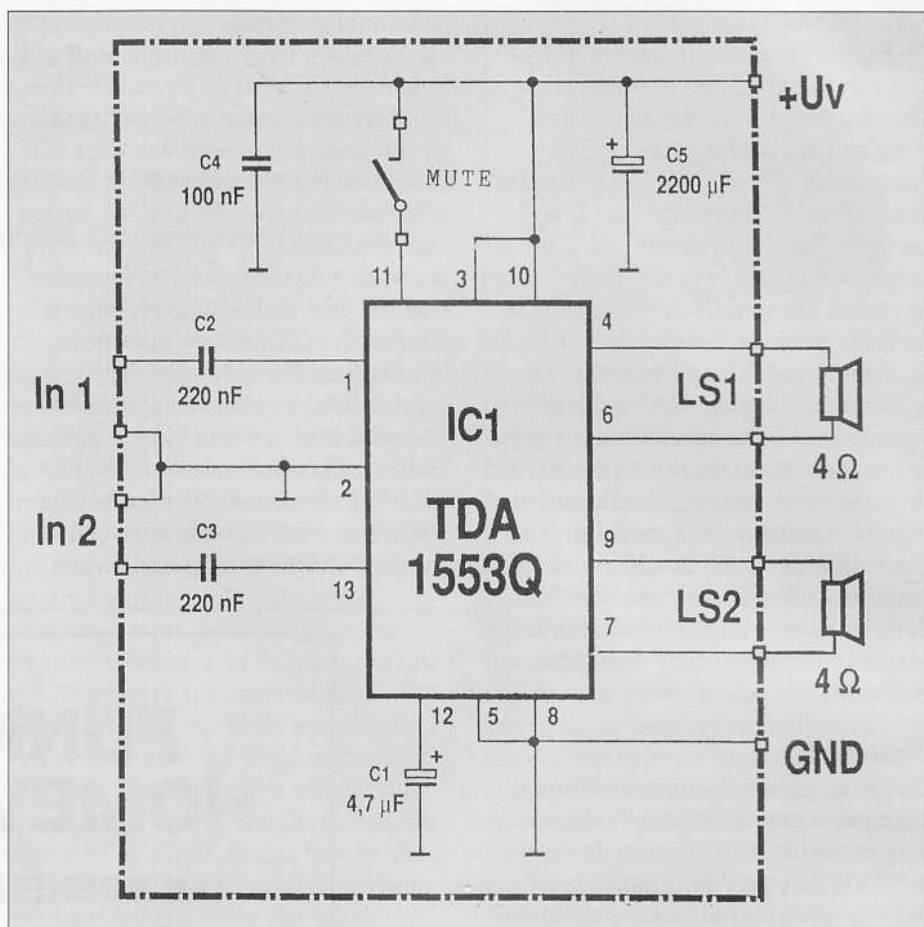 +Uv
C4
100 nF
MUTE
+
C5
2200 µF
11
3
10
4
C2
220 nF
1
In 1
IC1
LS1
6
4 Ω
2
TDA
1553Q
In 2
C3
220 nF
9
13
LS2
7
4 Ω
12
5
8
GND
C1
4,7 µF
+